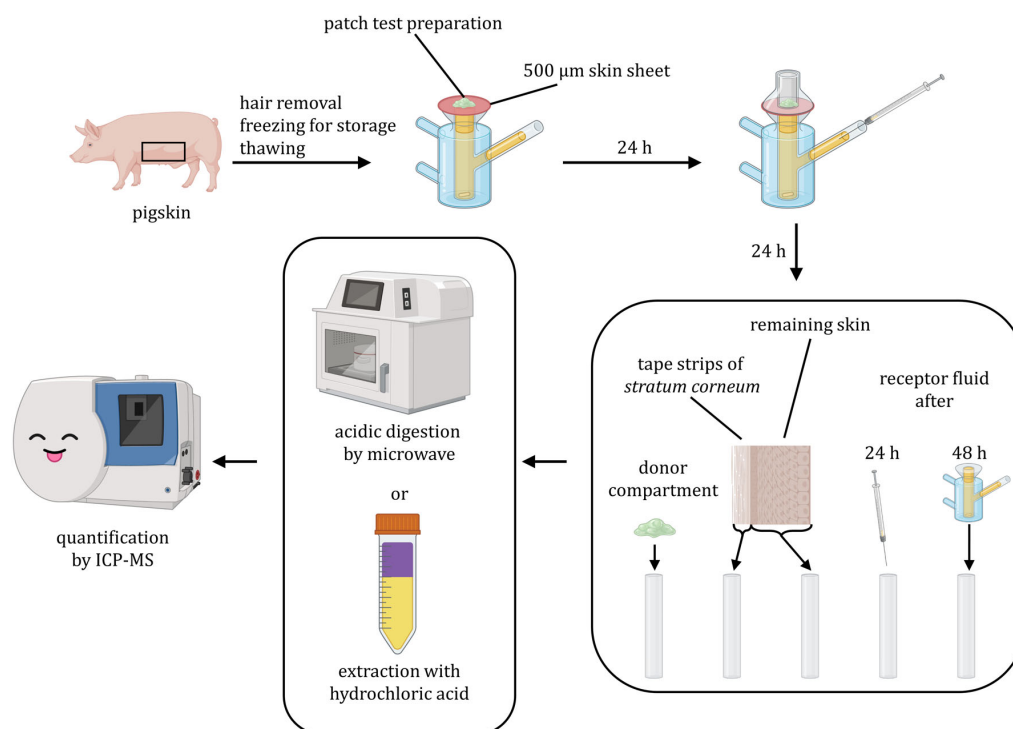 patch test preparation
500 µm skin sheet
hair removal
freezing for storage
thawing
24 h
pigskin
24 h
remaining skin
tape strips of
stratum corneum
receptor fluid
after
24 h
48 h
donor
compartment
acidic digestion
by microwave
or
extraction with
hydrochloric acid
quantification
by ICP-MS